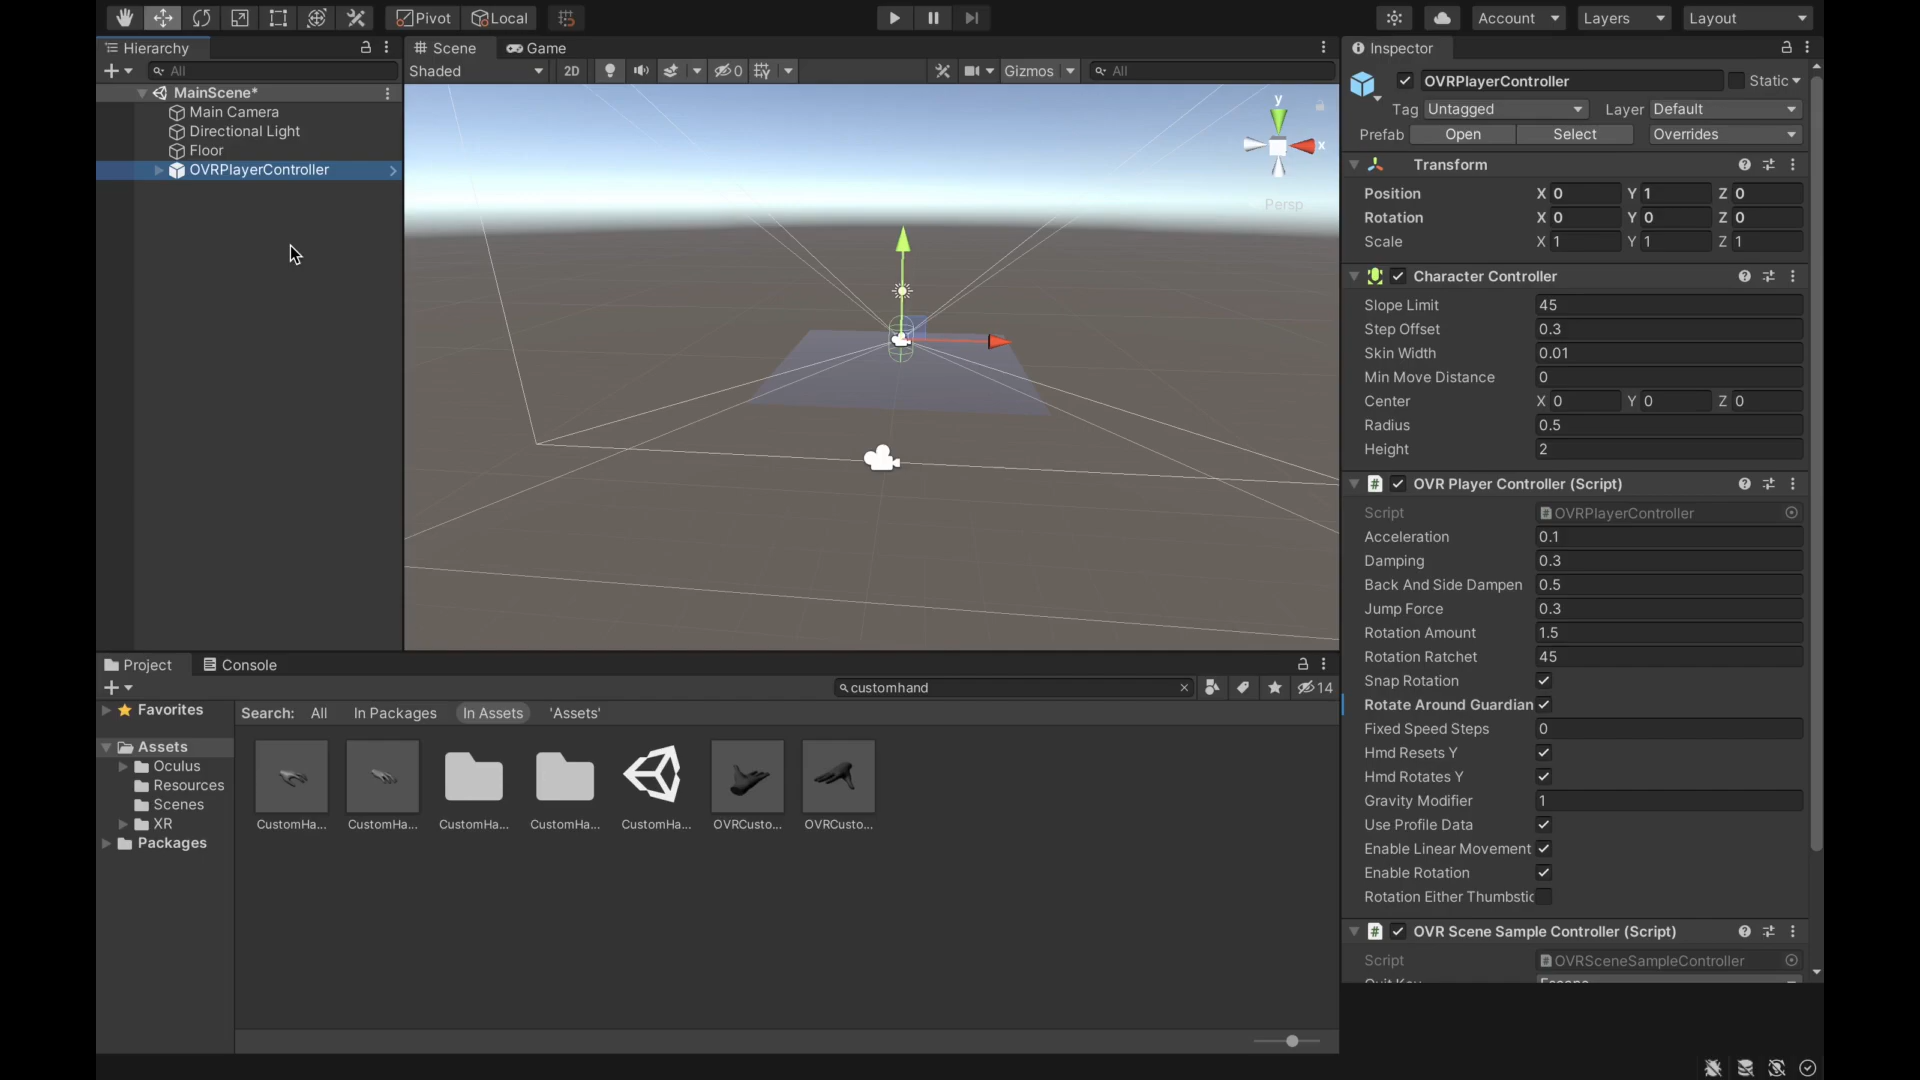 Pivot
Local
Account
Layers
Layout
Hierarchy
All
MainScene*
Main Camera
Directional Light
Floor
OVRPlayerController
Scene
Game
Shaded
2D
0
Gizmos
All
y
x
Persp
Inspector
OVRPlayerController
Static
Tag Untagged Layer Default
Prefab Open Select Overrides
Transform
Position X 0 Y 1 Z 0
Rotation X 0 Y 0 Z 0
Scale X 1 Y 1 Z 1
Character Controller
Slope Limit 45
Step Offset 0.3
Skin Width 0.01
Min Move Distance 0
Center X 0 Y 0 Z 0
Radius 0.5
Height 2
# OVR Player Controller (Script)
Script # OVRPlayerController
Acceleration 0.1
Damping 0.3
Back And Side Dampen 0.5
Jump Force 0.3
Rotation Amount 1.5
Rotation Ratchet 45
Snap Rotation
Rotate Around Guardian
Fixed Speed Steps 0
Hmd Resets Y
Hmd Rotates Y
Gravity Modifier 1
Use Profile Data
Enable Linear Movement
Enable Rotation
Rotation Either Thumbstic
# OVR Scene Sample Controller (Script)
Script # OVRSceneSampleController
Quit Key Escape
Project
Console
customhand
14
Favorites
Assets
Oculus
Resources
Scenes
XR
Packages
Search: All In Packages In Assets 'Assets'
CustomHa... CustomHa... CustomHa... CustomHa... CustomHa... OVRCusto... OVRCusto...